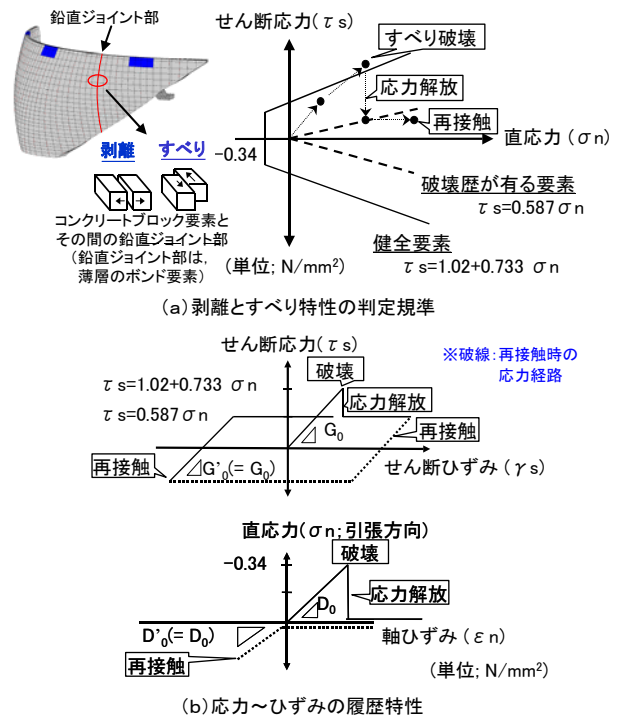 鉛直ジョイント部
剥離
すべり
コンクリートブロック要素と
その間の鉛直ジョイント部
（鉛直ジョイント部は，
薄層のボンド要素）
せん断応力（τs）
すべり破壊
応力解放
再接触
直応力（σn）
-0.34
破壊歴が有る要素
τs=0.587σn
健全要素
τs=1.02+0.733 σn
（単位; N/mm²）
（a）剥離とすべり特性の判定規準
せん断応力（τs）
※破線：再接触時の
応力経路
破壊
τs=1.02+0.733 σn
応力解放
τs=0.587σn
G₀
再接触
再接触
G'₀(= G₀)
せん断ひずみ（γs）
直応力（σn；引張方向）
破壊
-0.34
応力解放
D₀
D'₀(= D₀)
軸ひずみ（εn）
再接触
（単位; N/mm²）
（b）応力～ひずみの履歴特性